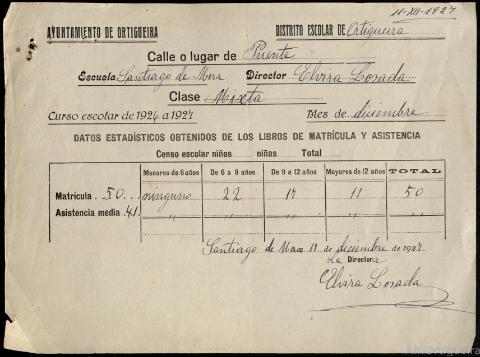 11-XII-1927
AYUNTAMIENTO DE ORTIGUEIRA DISTRITO ESCOLAR DE Ortigueira
Calle o lugar de Puente
Escuela Santiago de Mera Director Elvira Losada
Clase Mixta
Curso escolar de 1926 a 1927 Mes de diciembre
DATOS ESTADÍSTICOS OBTENIDOS DE LOS LIBROS DE MATRÍCULA Y ASISTENCIA
Censo escolar niños niñas Total
Menores de 6 años De 6 a 9 años De 9 a 12 años Mayores de 12 años TOTAL
Matrícula . 50 ninguno 22 17 11 50
Asistencia media . 41 " " " " "
Santiago de Mera 11 de diciembre de 1927
La Directora
Elvira Losada